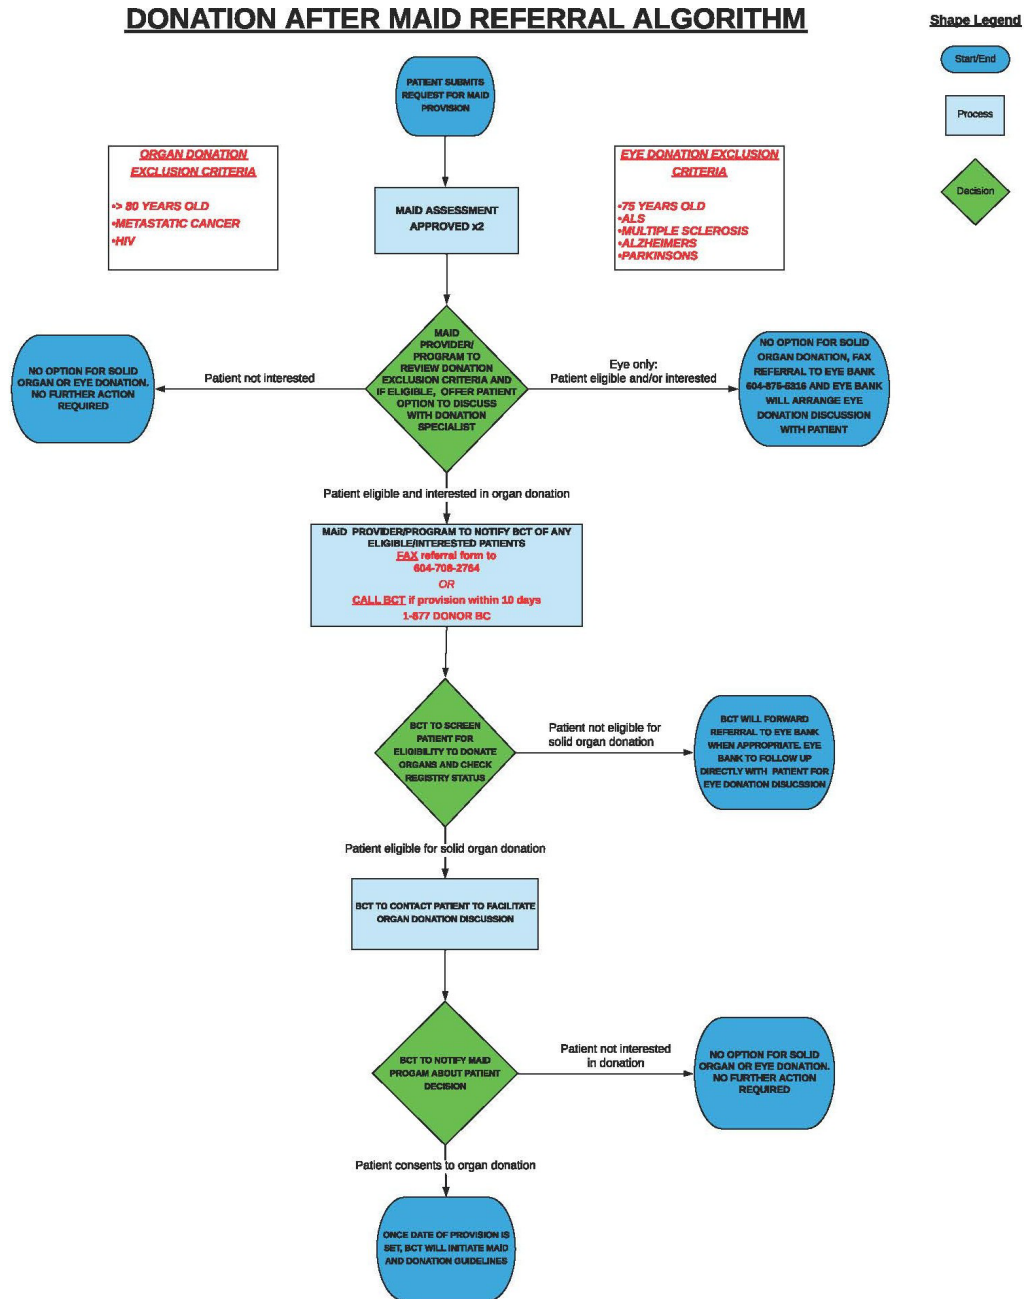 DONATION AFTER MAID REFERRAL ALGORITHM
Shape Legend
Start/End
Process
Decision
PATIENT SUBMITS
REQUEST FOR MAID
PROVISION
ORGAN DONATION
EXCLUSION CRITERIA
•> 80 YEARS OLD
•METASTATIC CANCER
•HIV
EYE DONATION EXCLUSION
CRITERIA
•75 YEARS OLD
•ALS
•MULTIPLE SCLEROSIS
•ALZHEIMERS
•PARKINSONS
MAID ASSESSMENT
APPROVED x2
MAID
PROVIDER/
PROGRAM TO
REVIEW DONATION
EXCLUSION CRITERIA AND
IF ELIGIBLE, OFFER PATIENT
OPTION TO DISCUSS
WITH DONATION
SPECIALIST
Patient not interested
NO OPTION FOR SOLID
ORGAN OR EYE DONATION.
NO FURTHER ACTION
REQUIRED
Eye only:
Patient eligible and/or interested
NO OPTION FOR SOLID
ORGAN DONATION, FAX
REFERRAL TO EYE BANK
604-875-5316 AND EYE BANK
WILL ARRANGE EYE
DONATION DISCUSSION
WITH PATIENT
Patient eligible and interested in organ donation
MAiD PROVIDER/PROGRAM TO NOTIFY BCT OF ANY
ELIGIBLE/INTERESTED PATIENTS
FAX referral form to
604-708-2764
OR
CALL BCT if provision within 10 days
1-877 DONOR BC
BCT TO SCREEN
PATIENT FOR
ELIGIBILITY TO DONATE
ORGANS AND CHECK
REGISTRY STATUS
Patient not eligible for
solid organ donation
BCT WILL FORWARD
REFERRAL TO EYE BANK
WHEN APPROPRIATE. EYE
BANK TO FOLLOW UP
DIRECTLY WITH PATIENT FOR
EYE DONATION DISUCSSION
Patient eligible for solid organ donation
BCT TO CONTACT PATIENT TO FACILITATE
ORGAN DONATION DISCUSSION
BCT TO NOTIFY MAID
PROGAM ABOUT PATIENT
DECISION
Patient not interested
in donation
NO OPTION FOR SOLID
ORGAN OR EYE DONATION.
NO FURTHER ACTION
REQUIRED
Patient consents to organ donation
ONCE DATE OF PROVISION IS
SET, BCT WILL INITIATE MAID
AND DONATION GUIDELINES